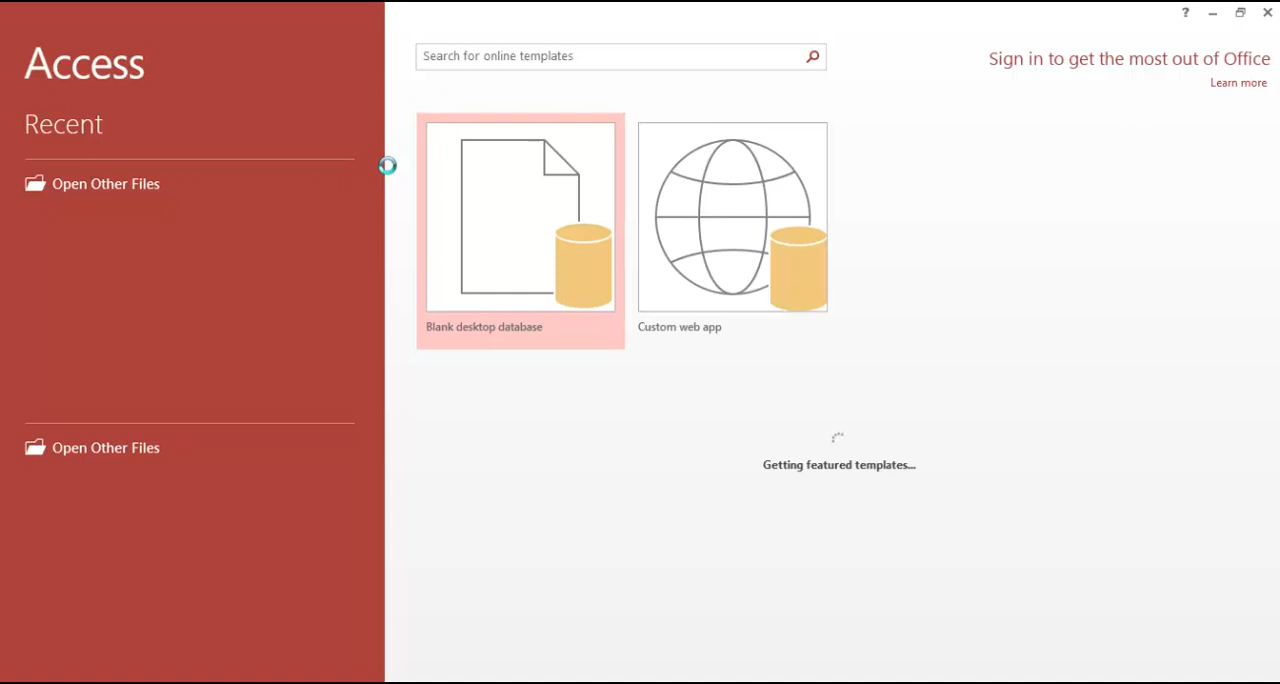 ?
Access
Search for online templates
Sign in to get the most out of Office
Learn more
Recent
Open Other Files
Blank desktop database
Custom web app
Open Other Files
Getting featured templates...